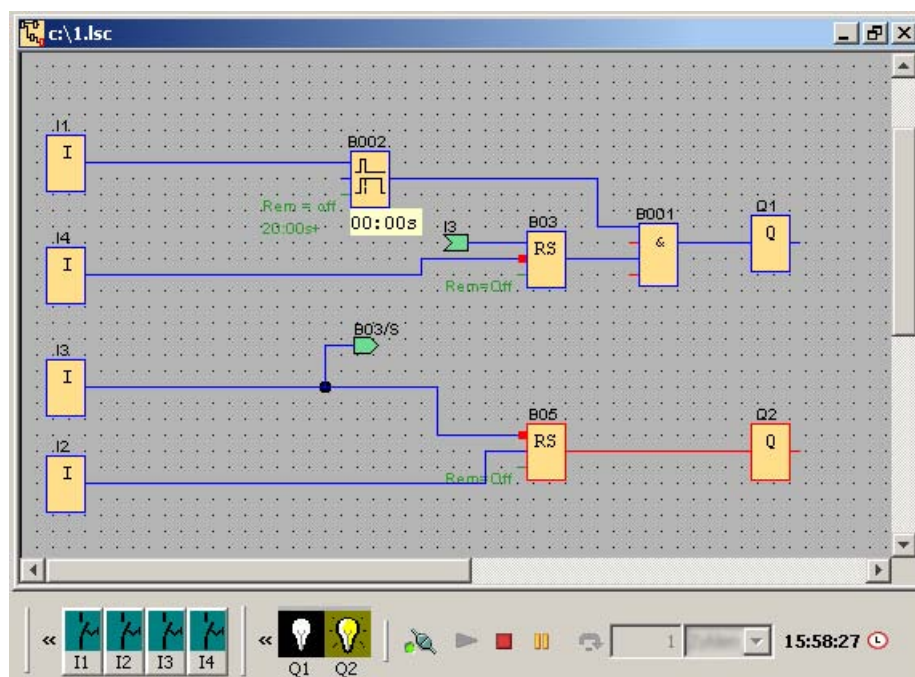 c:\1.lsc
I1
I
B002
Rem = off
20:00s+
00:00s
I3
B03
RS
Rem=Off
B001
&
Q1
Q
I4
I
B03/S
I3
I
B05
RS
Rem=Off
Q2
Q
I2
I
«
I1
I2
I3
I4
«
Q1
Q2
1
15:58:27